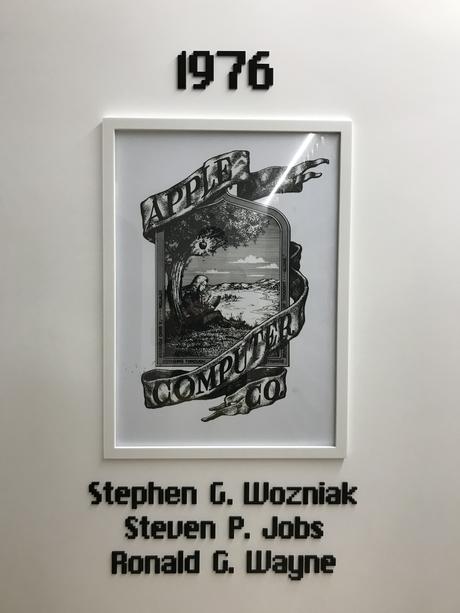 1976
APPLE
COMPUTER
CO.
Stephen G. Wozniak
Steven P. Jobs
Ronald G. Wayne